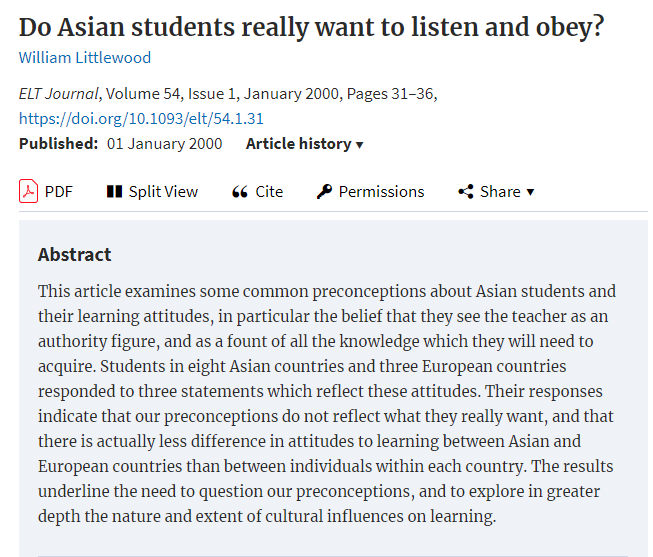 Do Asian students really want to listen and obey?
William Littlewood
ELT Journal, Volume 54, Issue 1, January 2000, Pages 31–36,
https://doi.org/10.1093/elt/54.1.31
Published: 01 January 2000 Article history ▾
PDF Split View Cite Permissions Share ▾
Abstract
This article examines some common preconceptions about Asian students and
their learning attitudes, in particular the belief that they see the teacher as an
authority figure, and as a fount of all the knowledge which they will need to
acquire. Students in eight Asian countries and three European countries
responded to three statements which reflect these attitudes. Their responses
indicate that our preconceptions do not reflect what they really want, and that
there is actually less difference in attitudes to learning between Asian and
European countries than between individuals within each country. The results
underline the need to question our preconceptions, and to explore in greater
depth the nature and extent of cultural influences on learning.